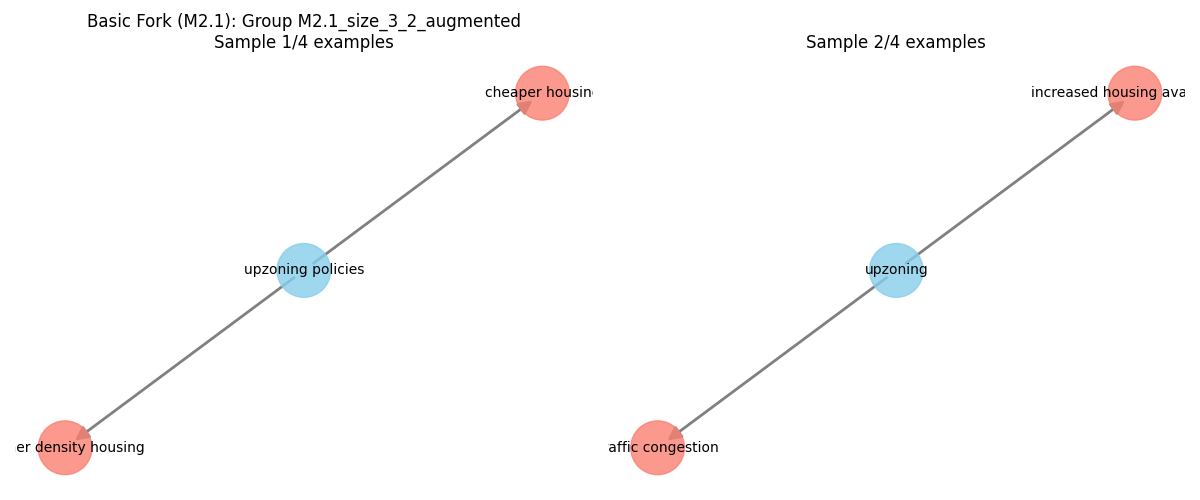 Basic Fork (M2.1): Group M2.1_size_3_2_augmented
Sample 1/4 examples
Sample 2/4 examples
cheaper housin
increased housing ava
upzoning policies
upzoning
er density housing
affic congestion